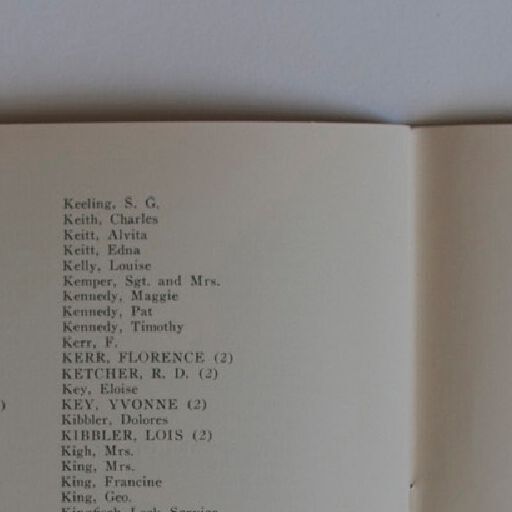 Keeling, S. G.
Keith, Charles
Keitt, Alvita
Keitt, Edna
Kelly, Louise
Kemper, Sgt. and Mrs.
Kennedy, Maggie
Kennedy, Pat
Kennedy, Timothy
Kerr, F.
KERR, FLORENCE (2)
KETCHER, R. D. (2)
Key, Eloise
)
KEY, YVONNE (2)
Kibbler, Dolores
KIBBLER, LOIS (2)
Kigh, Mrs.
King, Mrs.
King, Francine
King, Geo.